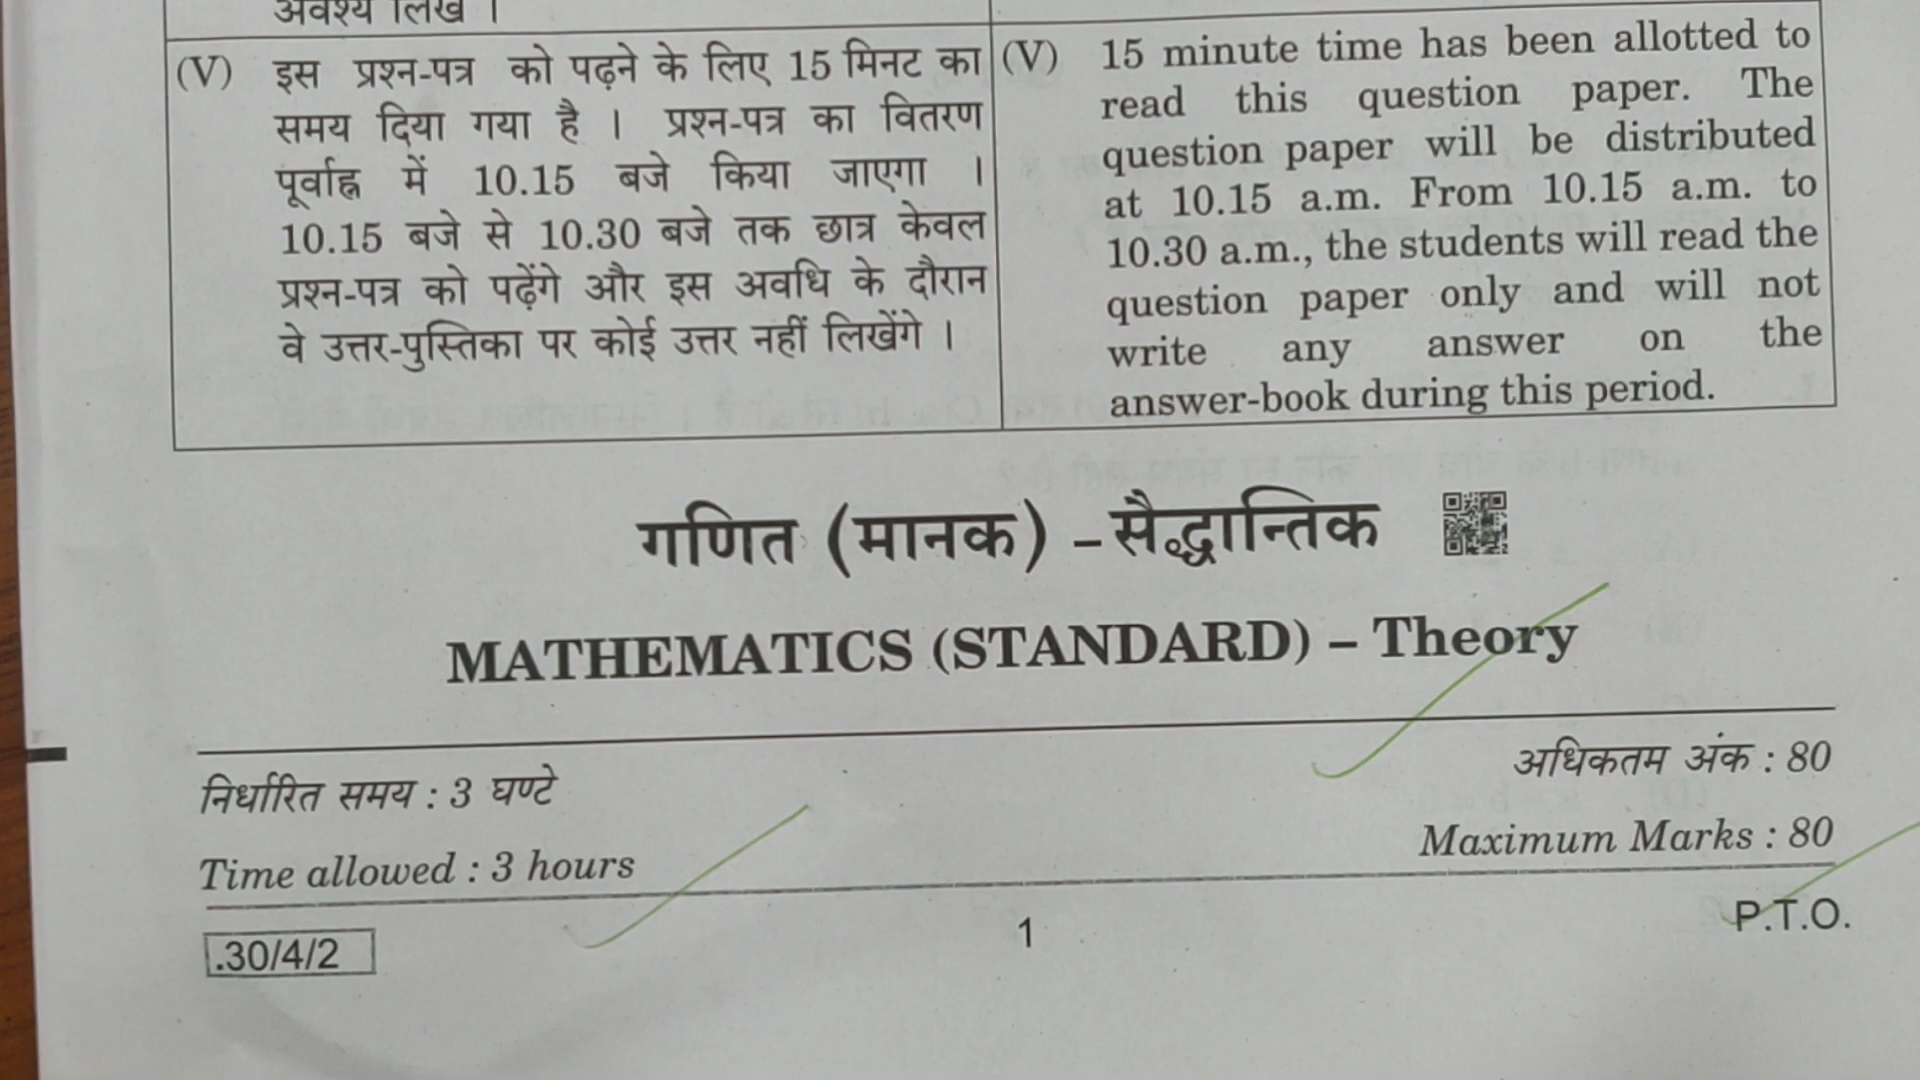 अवश्य लिखें ।
(V) इस प्रश्न-पत्र को पढ़ने के लिए 15 मिनट का
समय दिया गया है । प्रश्न-पत्र का वितरण
पूर्वाह्न में 10.15 बजे किया जाएगा ।
10.15 बजे से 10.30 बजे तक छात्र केवल
प्रश्न-पत्र को पढ़ेंगे और इस अवधि के दौरान
वे उत्तर-पुस्तिका पर कोई उत्तर नहीं लिखेंगे ।
(V) 15 minute time has been allotted to
read this question paper. The
question paper will be distributed
at 10.15 a.m. From 10.15 a.m. to
10.30 a.m., the students will read the
question paper only and will not
write any answer on the
answer-book during this period.
गणित (मानक) – सैद्धान्तिक
MATHEMATICS (STANDARD) – Theory
निर्धारित समय : 3 घण्टे
अधिकतम अंक : 80
Time allowed : 3 hours
Maximum Marks : 80
.30/4/2
1
P.T.O.